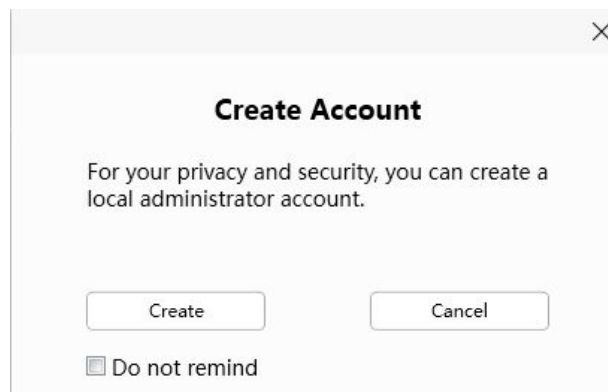 Create Account
For your privacy and security, you can create a
local administrator account.
Create
Cancel
Do not remind